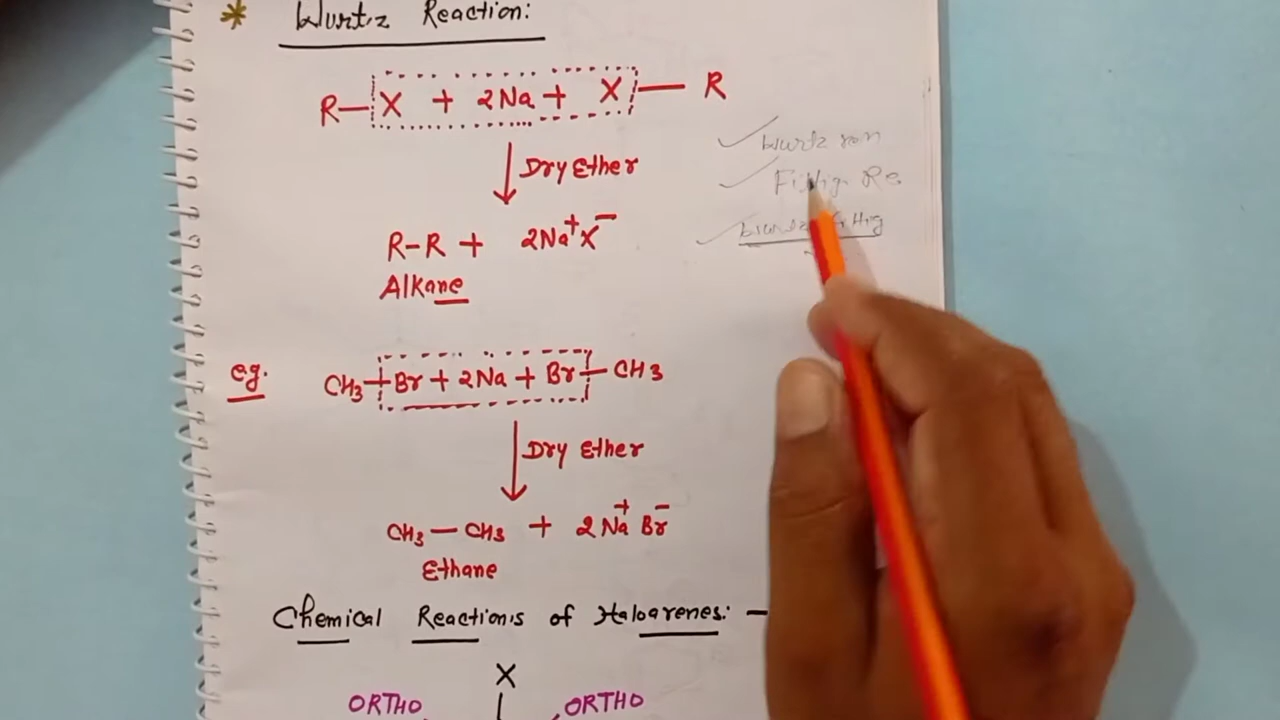 * Wurtz Reaction:
R—X + 2Na + X—R
Dry Ether
R-R + 2Na⁺X⁻
Alkane
Wurtz rxn
Fittig Re
Wurtz
e.g. CH3—Br + 2Na + Br—CH3
Dry Ether
CH3—CH3 + 2Na⁺Br⁻
Ethane
Chemical Reactions of Haloarenes: —
X
ORTHO ORTHO